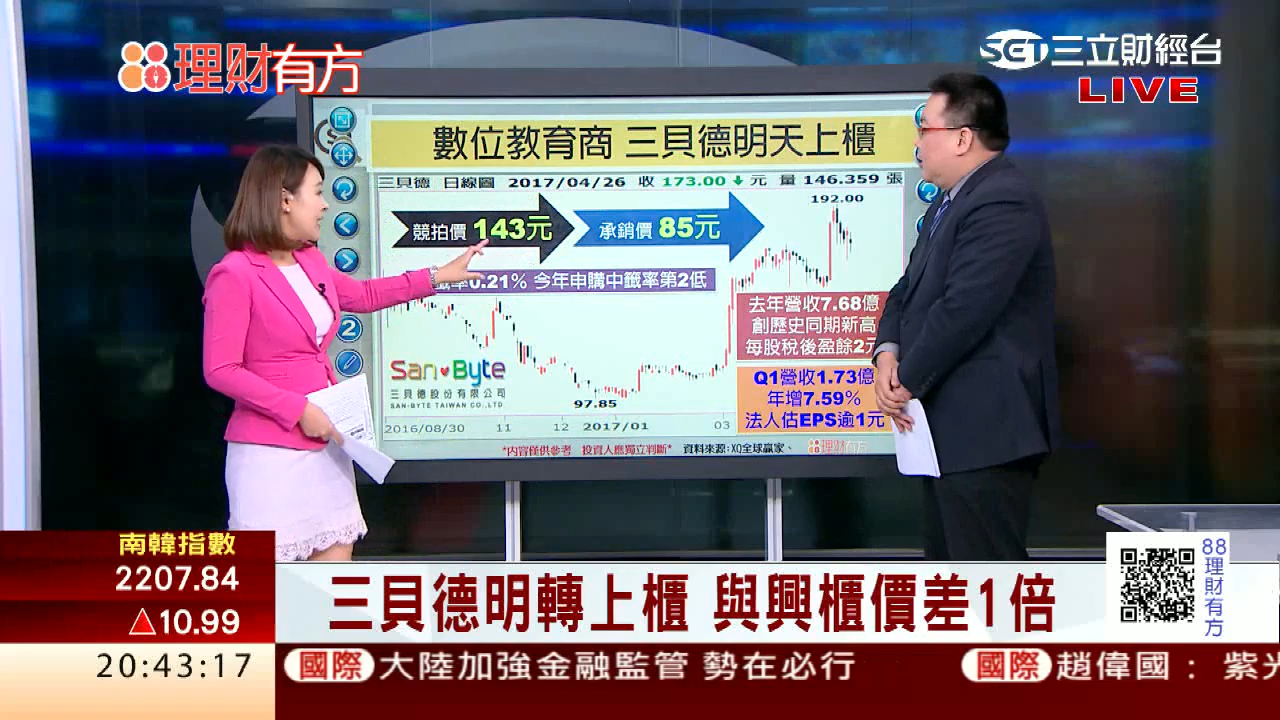 88理財有方
SET三立財經台
LIVE
數位教育商 三貝德明天上櫃
三貝德 日線圖 2017/04/26 收 173.00 元 量 146.359 張
192.00
競拍價 143元
承銷價 85元
率0.21% 今年申購中籤率第2低
去年營收7.68億
創歷史同期新高
每股稅後盈餘2元
San Byte
三貝德股份有限公司
SAN-BYTE TAIWAN CO.,LTD.
97.85
Q1營收1.73億
年增7.59%
法人估EPS逾1元
2016/08/30 11 12 2017/01 03
*內容僅供參考 投資人應獨立判斷* 資料來源:XQ全球贏家、
理財有方
2
南韓指數
2207.84
△10.99
三貝德明轉上櫃 與興櫃價差1倍
88理財有方
20:43:17
國際 大陸加強金融監管 勢在必行
國際 趙偉國： 紫光